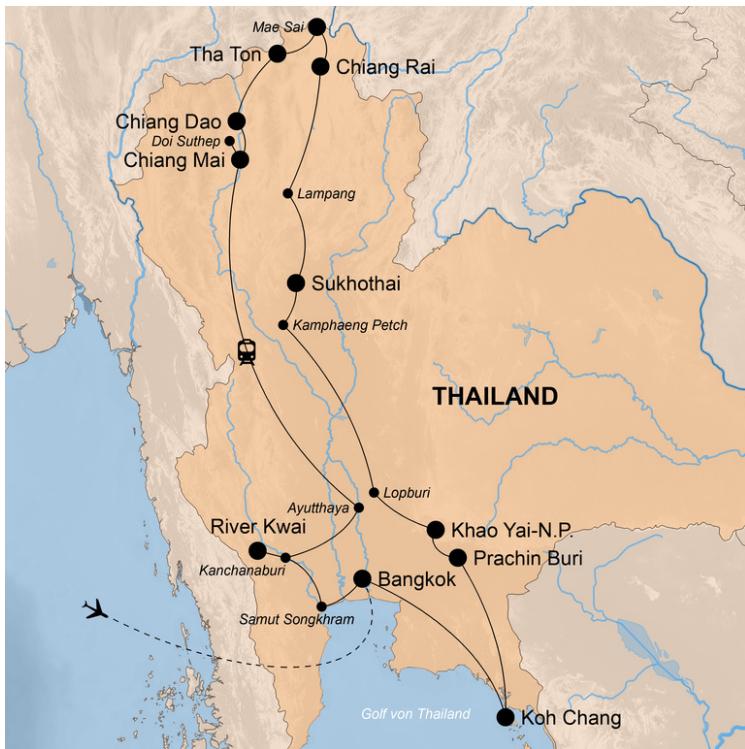 Mae Sai
Tha Ton
Chiang Rai
Chiang Dao
Doi Suthep
Chiang Mai
Lampang
Sukhothai
Kamphaeng Petch
THAILAND
Lopburi
Ayutthaya
River Kwai
Khao Yai-N.P.
Prachin Buri
Kanchanaburi
Bangkok
Samut Songkhram
Golf von Thailand
Koh Chang